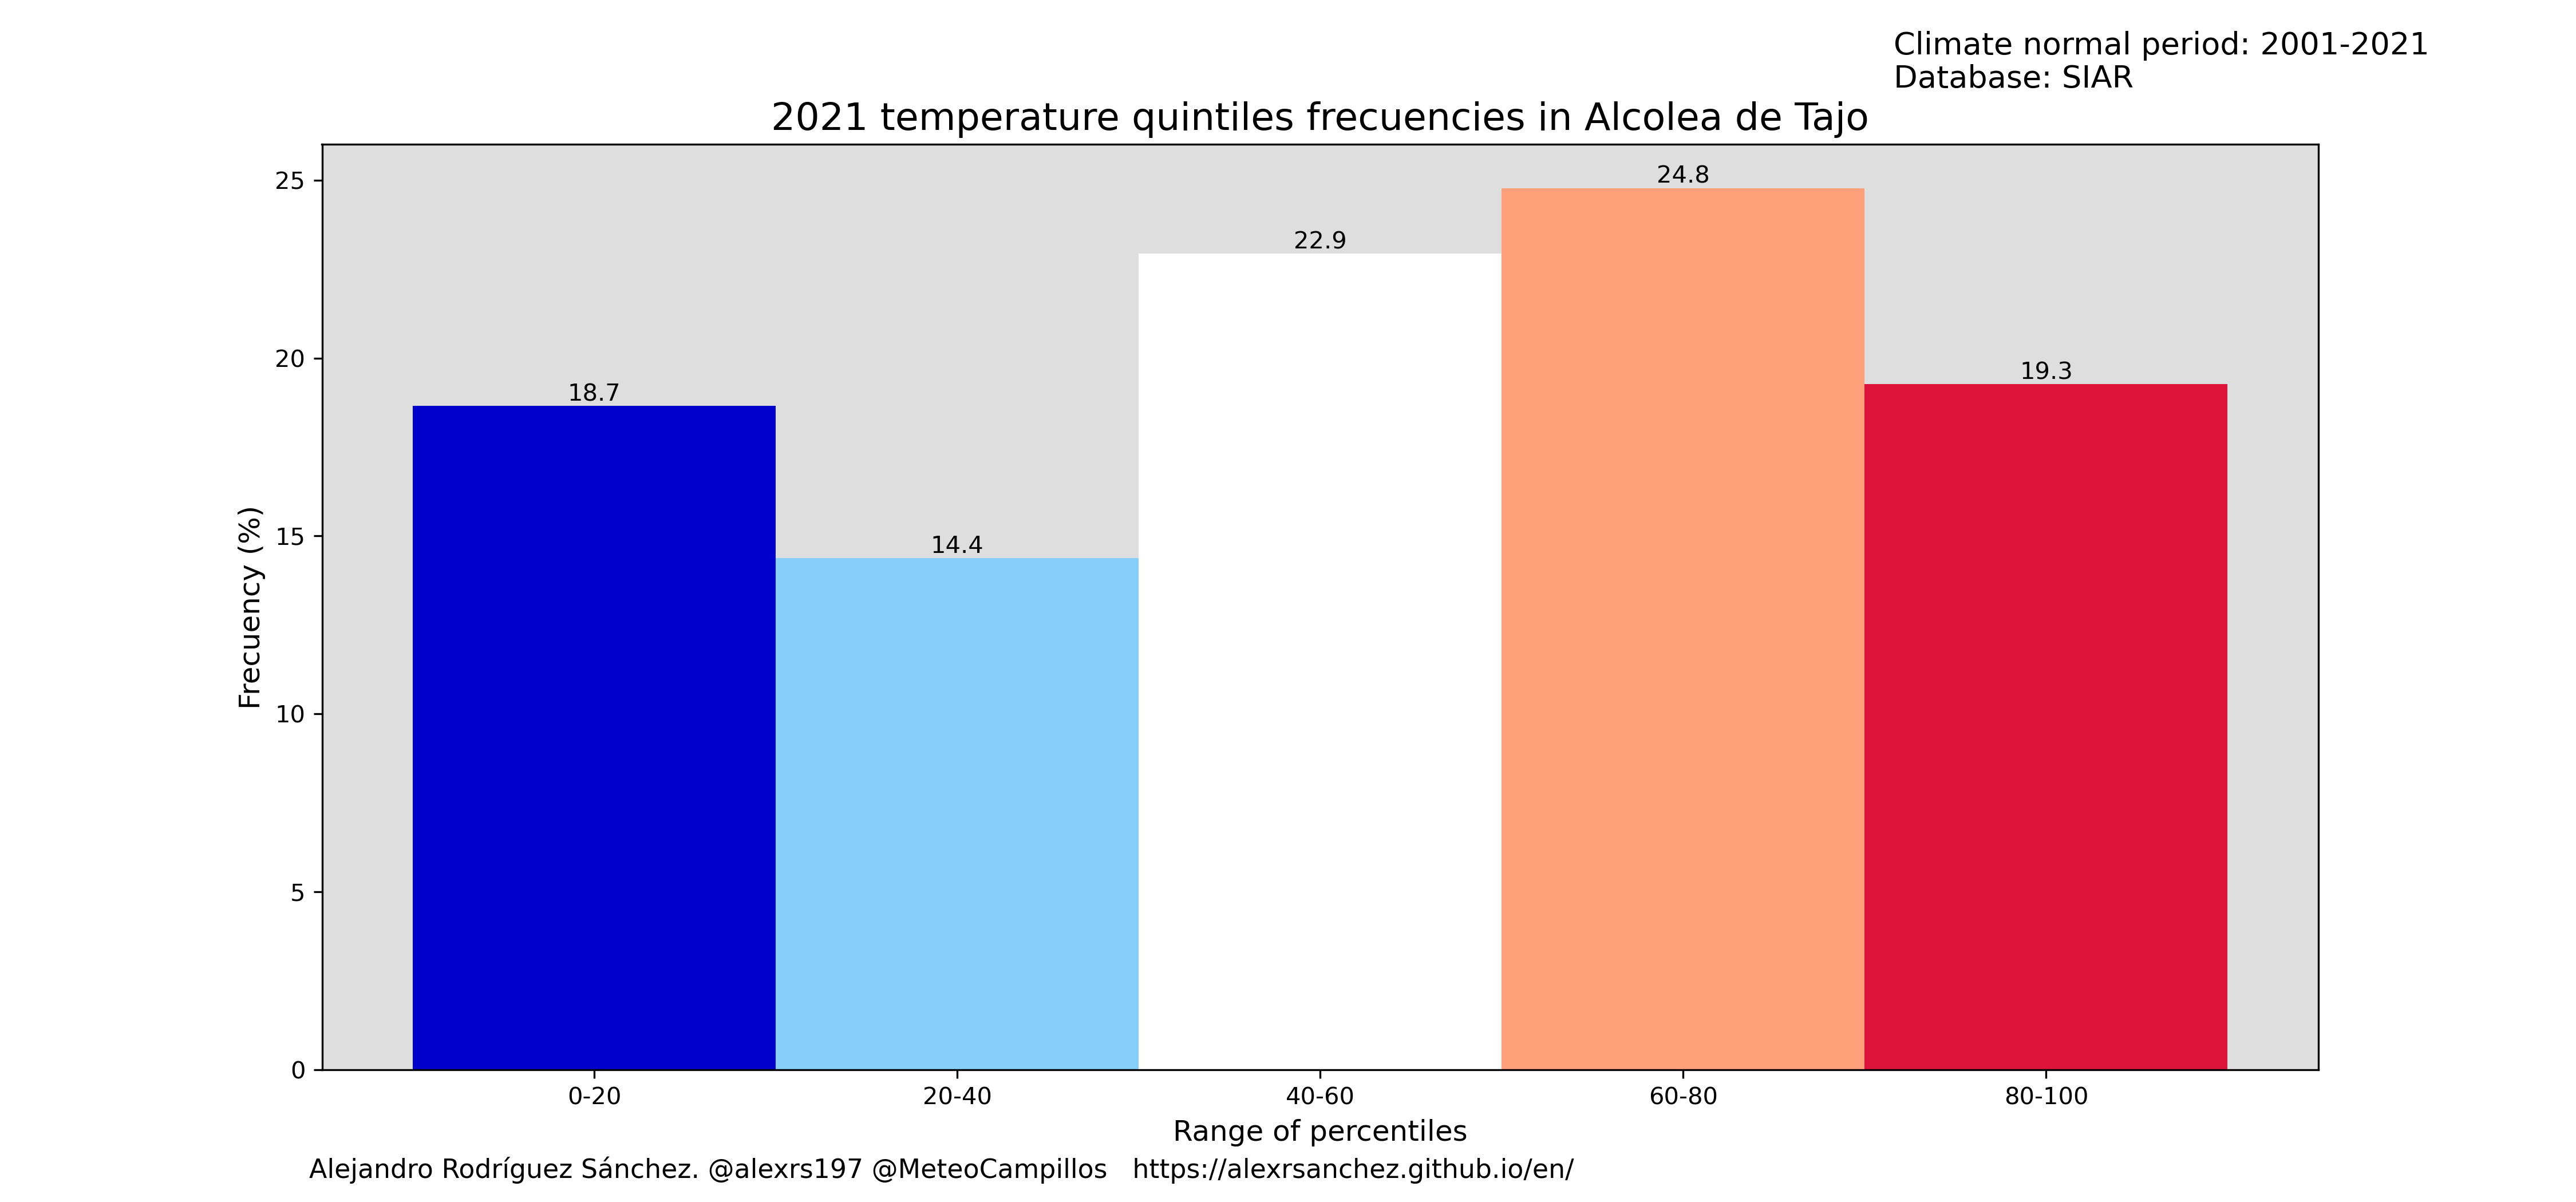 Climate normal period: 2001-2021
Database: SIAR
2021 temperature quintiles frecuencies in Alcolea de Tajo
25
20
15
10
5
0
Frecuency (%)
18.7
14.4
22.9
24.8
19.3
0-20
20-40
40-60
60-80
80-100
Range of percentiles
Alejandro Rodríguez Sánchez. @alexrs197 @MeteoCampillos https://alexrsanchez.github.io/en/